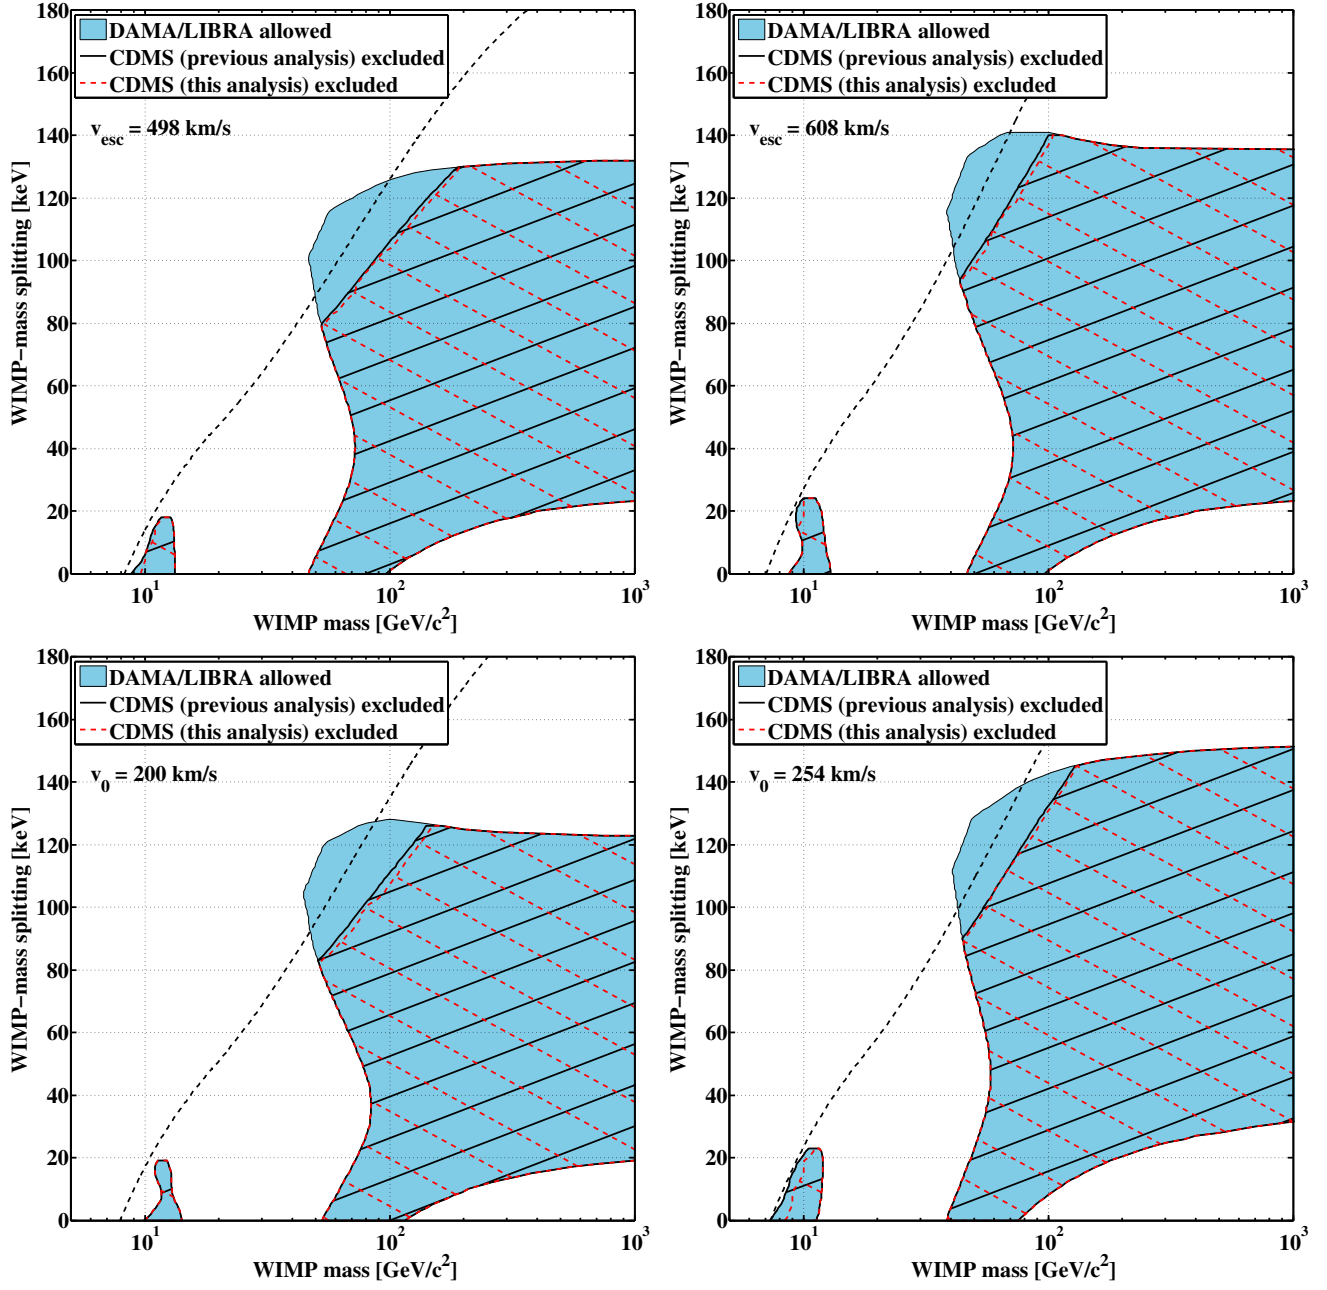 DAMA/LIBRA allowed
CDMS (previous analysis) excluded
CDMS (this analysis) excluded
v_esc = 498 km/s
180
160
140
120
100
80
60
40
20
0
WIMP−mass splitting [keV]
10^1
10^2
10^3
WIMP mass [GeV/c^2]
DAMA/LIBRA allowed
CDMS (previous analysis) excluded
CDMS (this analysis) excluded
v_esc = 608 km/s
180
160
140
120
100
80
60
40
20
0
WIMP−mass splitting [keV]
10^1
10^2
10^3
WIMP mass [GeV/c^2]
DAMA/LIBRA allowed
CDMS (previous analysis) excluded
CDMS (this analysis) excluded
v_0 = 200 km/s
180
160
140
120
100
80
60
40
20
0
WIMP−mass splitting [keV]
10^1
10^2
10^3
WIMP mass [GeV/c^2]
DAMA/LIBRA allowed
CDMS (previous analysis) excluded
CDMS (this analysis) excluded
v_0 = 254 km/s
180
160
140
120
100
80
60
40
20
0
WIMP−mass splitting [keV]
10^1
10^2
10^3
WIMP mass [GeV/c^2]